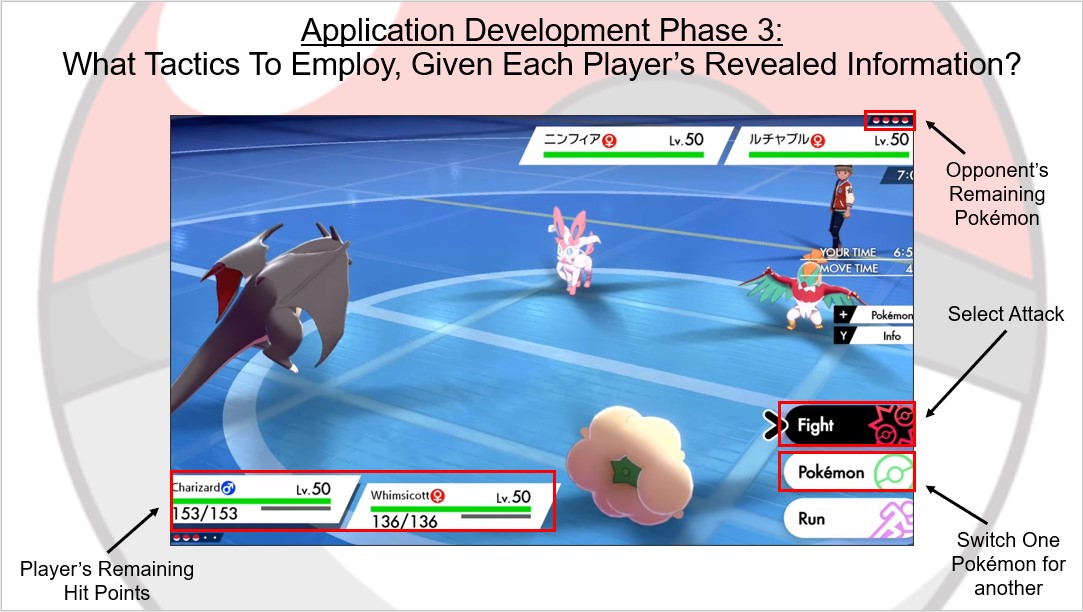 Application Development Phase 3:
What Tactics To Employ, Given Each Player's Revealed Information?
ニンフィア Lv. 50
ルチャブル Lv. 50
7:0
Opponent's
Remaining
Pokémon
YOUR TIME 6:5
MOVE TIME 4
+ Pokémon
Y Info
Select Attack
Fight
Pokémon
Run
Charizard Lv. 50
153/153
Whimsicott Lv. 50
136/136
Switch One
Pokémon for
another
Player's Remaining
Hit Points